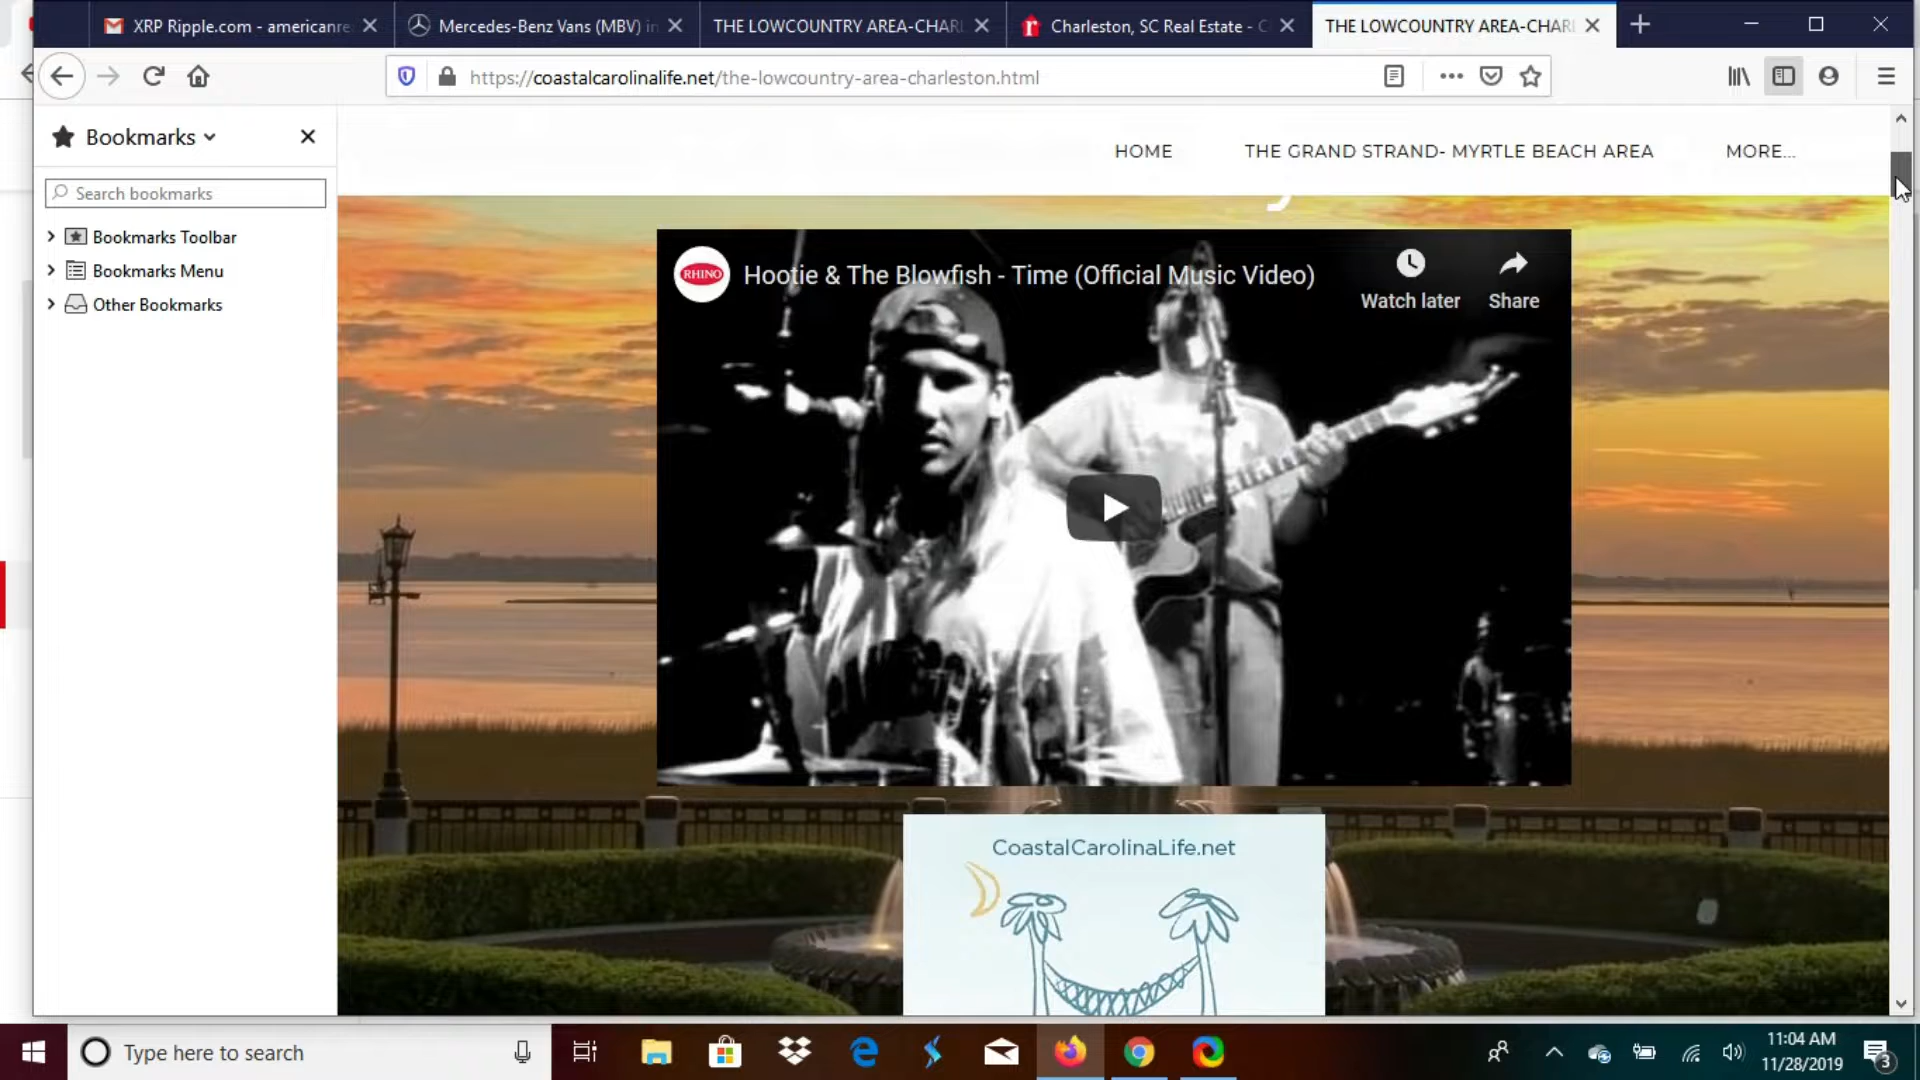 XRP Ripple.com - americanre
Mercedes-Benz Vans (MBV) in
THE LOWCOUNTRY AREA-CHARL
Charleston, SC Real Estate - C
THE LOWCOUNTRY AREA-CHARL
https://coastalcarolinalife.net/the-lowcountry-area-charleston.html
Bookmarks
Search bookmarks
Bookmarks Toolbar
Bookmarks Menu
Other Bookmarks
HOME
THE GRAND STRAND- MYRTLE BEACH AREA
MORE...
RHINO
Hootie & The Blowfish - Time (Official Music Video)
Watch later
Share
CoastalCarolinaLife.net
Type here to search
11:04 AM
11/28/2019
3